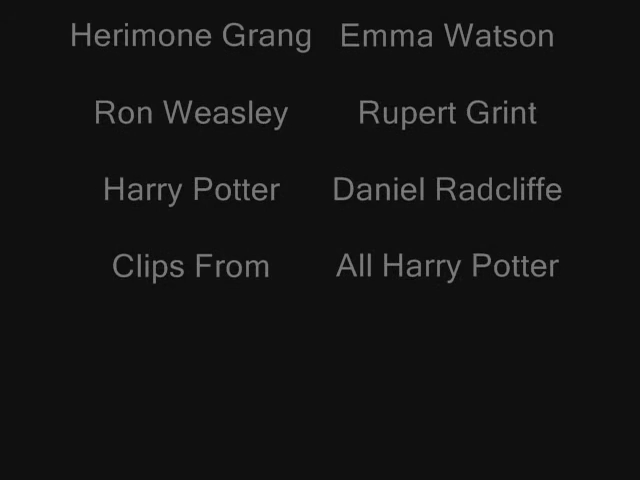 Herimone Grang Emma Watson
Ron Weasley Rupert Grint
Harry Potter Daniel Radcliffe
Clips From All Harry Potter